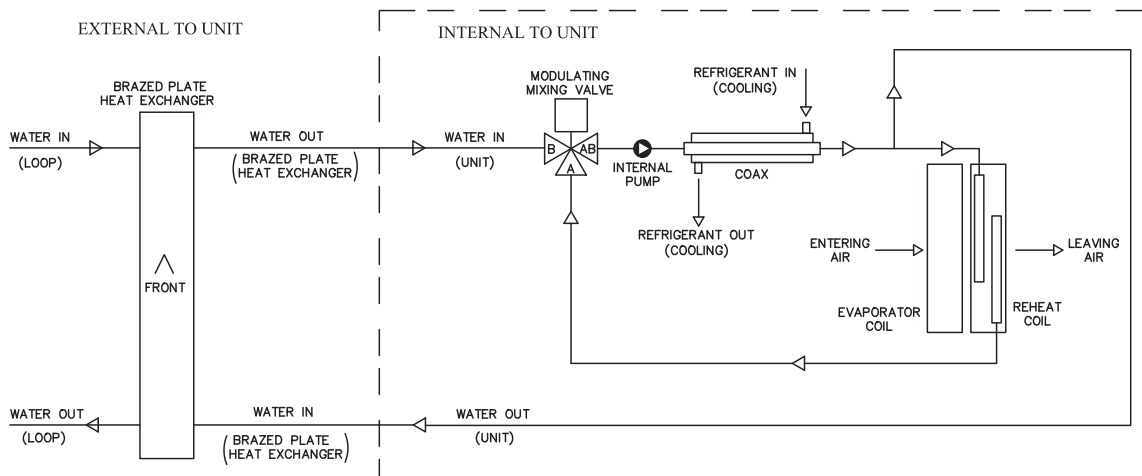 EXTERNAL TO UNIT
INTERNAL TO UNIT
BRAZED PLATE
HEAT EXCHANGER
MODULATING
MIXING VALVE
REFRIGERANT IN
(COOLING)
WATER IN
(LOOP)
WATER OUT
(BRAZED PLATE
HEAT EXCHANGER)
WATER IN
(UNIT)
B
AB
A
INTERNAL
PUMP
COAX
REFRIGERANT OUT
(COOLING)
ENTERING
AIR
LEAVING
AIR
FRONT
EVAPORATOR
COIL
REHEAT
COIL
WATER OUT
(LOOP)
WATER IN
(BRAZED PLATE
HEAT EXCHANGER)
WATER OUT
(UNIT)